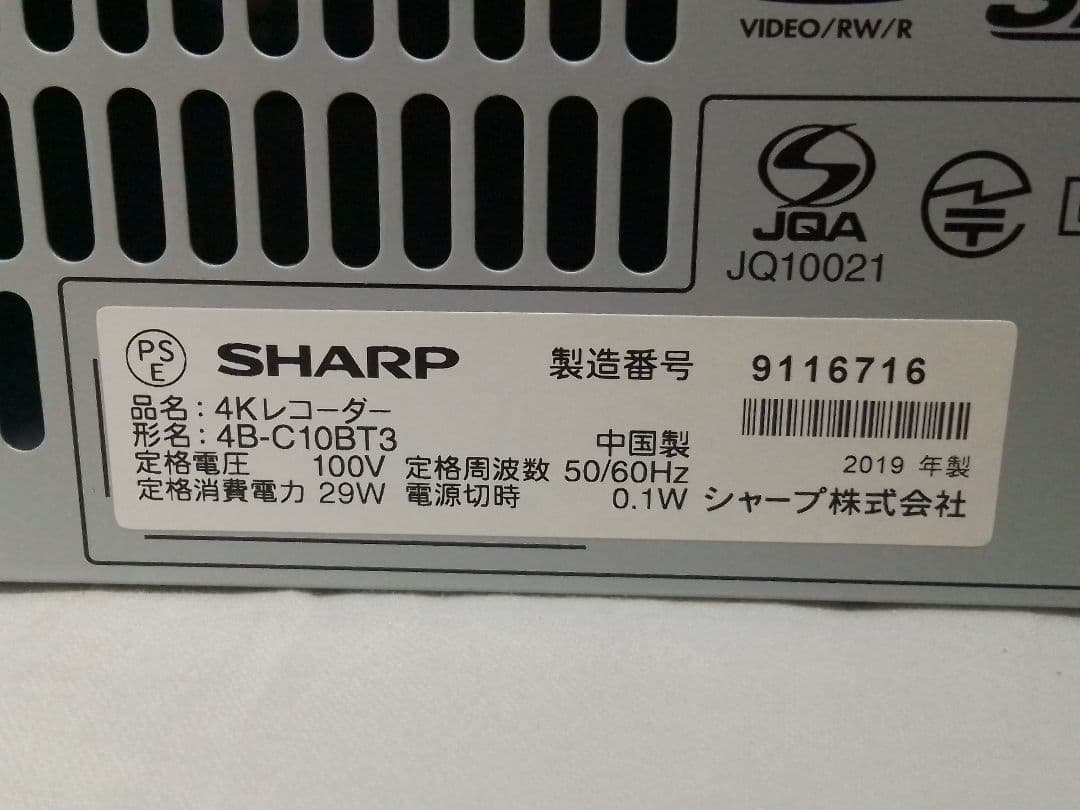 VIDEO/RW/R
JQA
JQ10021
PS
E
SHARP 製造番号 9116716
品名：4Kレコーダー
形名：4B-C10BT3 中国製
定格電圧 100V 定格周波数 50/60Hz 2019 年製
定格消費電力 29W 電源切時 0.1W シャープ株式会社